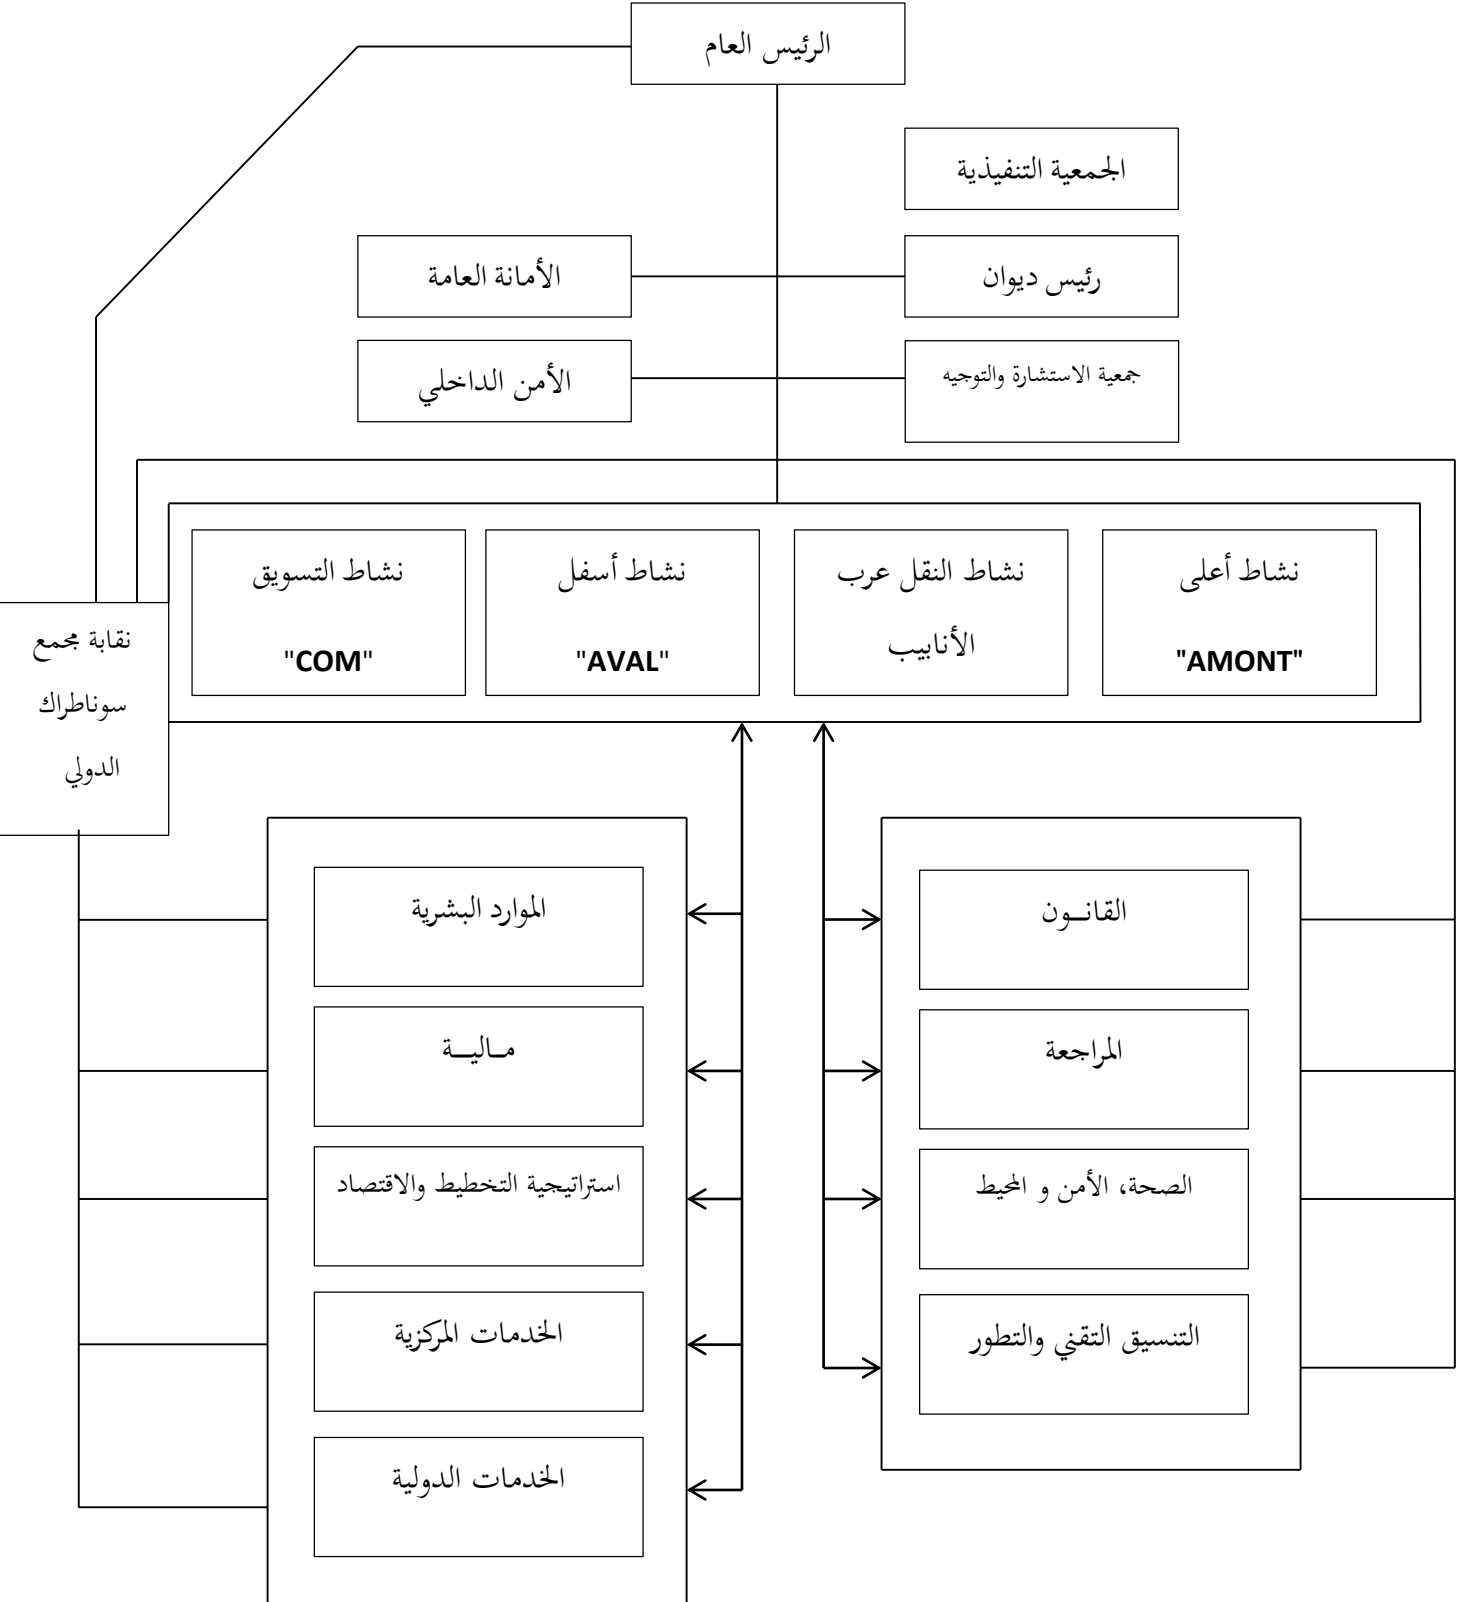 الرئيس العام
الجمعية التنفيذية
رئيس ديوان
الأمانة العامة
جمعية الاستشارة والتوجيه
الأمن الداخلي
نشاط أعلى
"AMONT"
نشاط النقل عرب
الأنابيب
نشاط أسفل
"AVAL"
نشاط التسويق
"COM"
نقابة مجمع
سوناطراك
الدولي
القانــون
المراجعة
الصحة، الأمن و المحيط
التنسيق التقني والتطور
الموارد البشرية
مـاليــة
استراتيجية التخطيط والاقتصاد
الخدمات المركزية
الخدمات الدولية